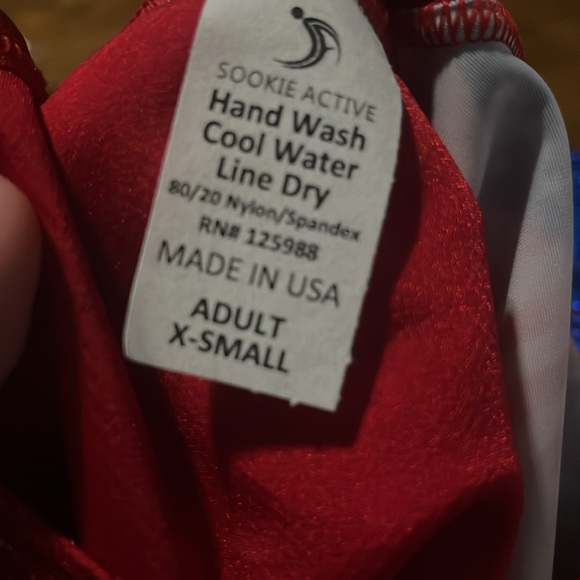 SOOKIE ACTIVE
Hand Wash
Cool Water
Line Dry
80/20 Nylon/Spandex
RN# 125988
MADE IN USA
ADULT
X-SMALL